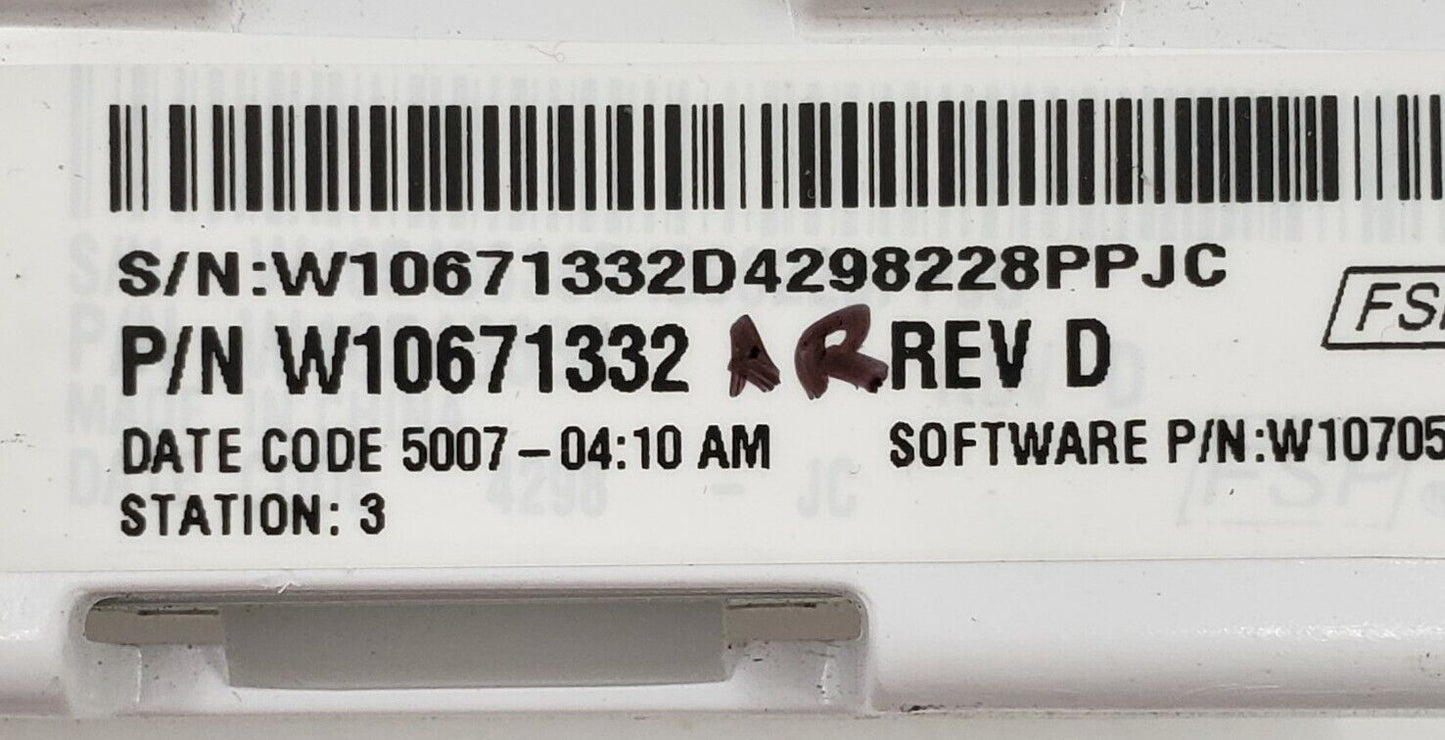 S/N:W10671332D4298228PPJC
FS
P/N W10671332 AR REV D
DATE CODE 5007-04:10 AM SOFTWARE P/N:W10705
STATION: 3